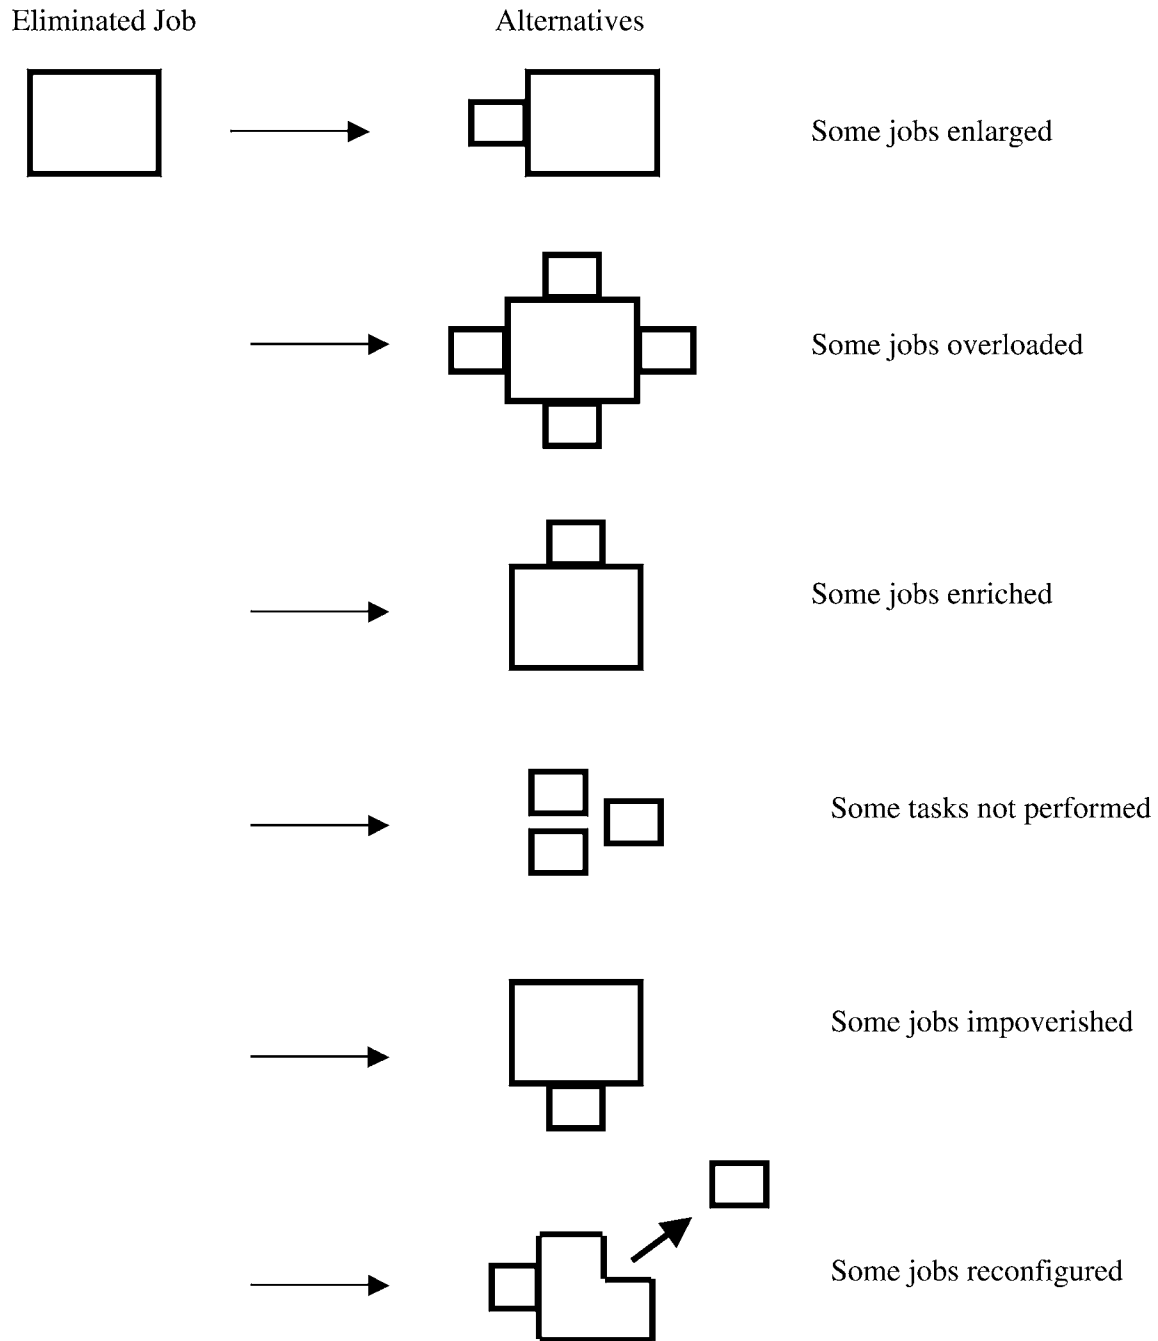 Eliminated Job
Alternatives
Some jobs enlarged
Some jobs overloaded
Some jobs enriched
Some tasks not performed
Some jobs impoverished
Some jobs reconfigured